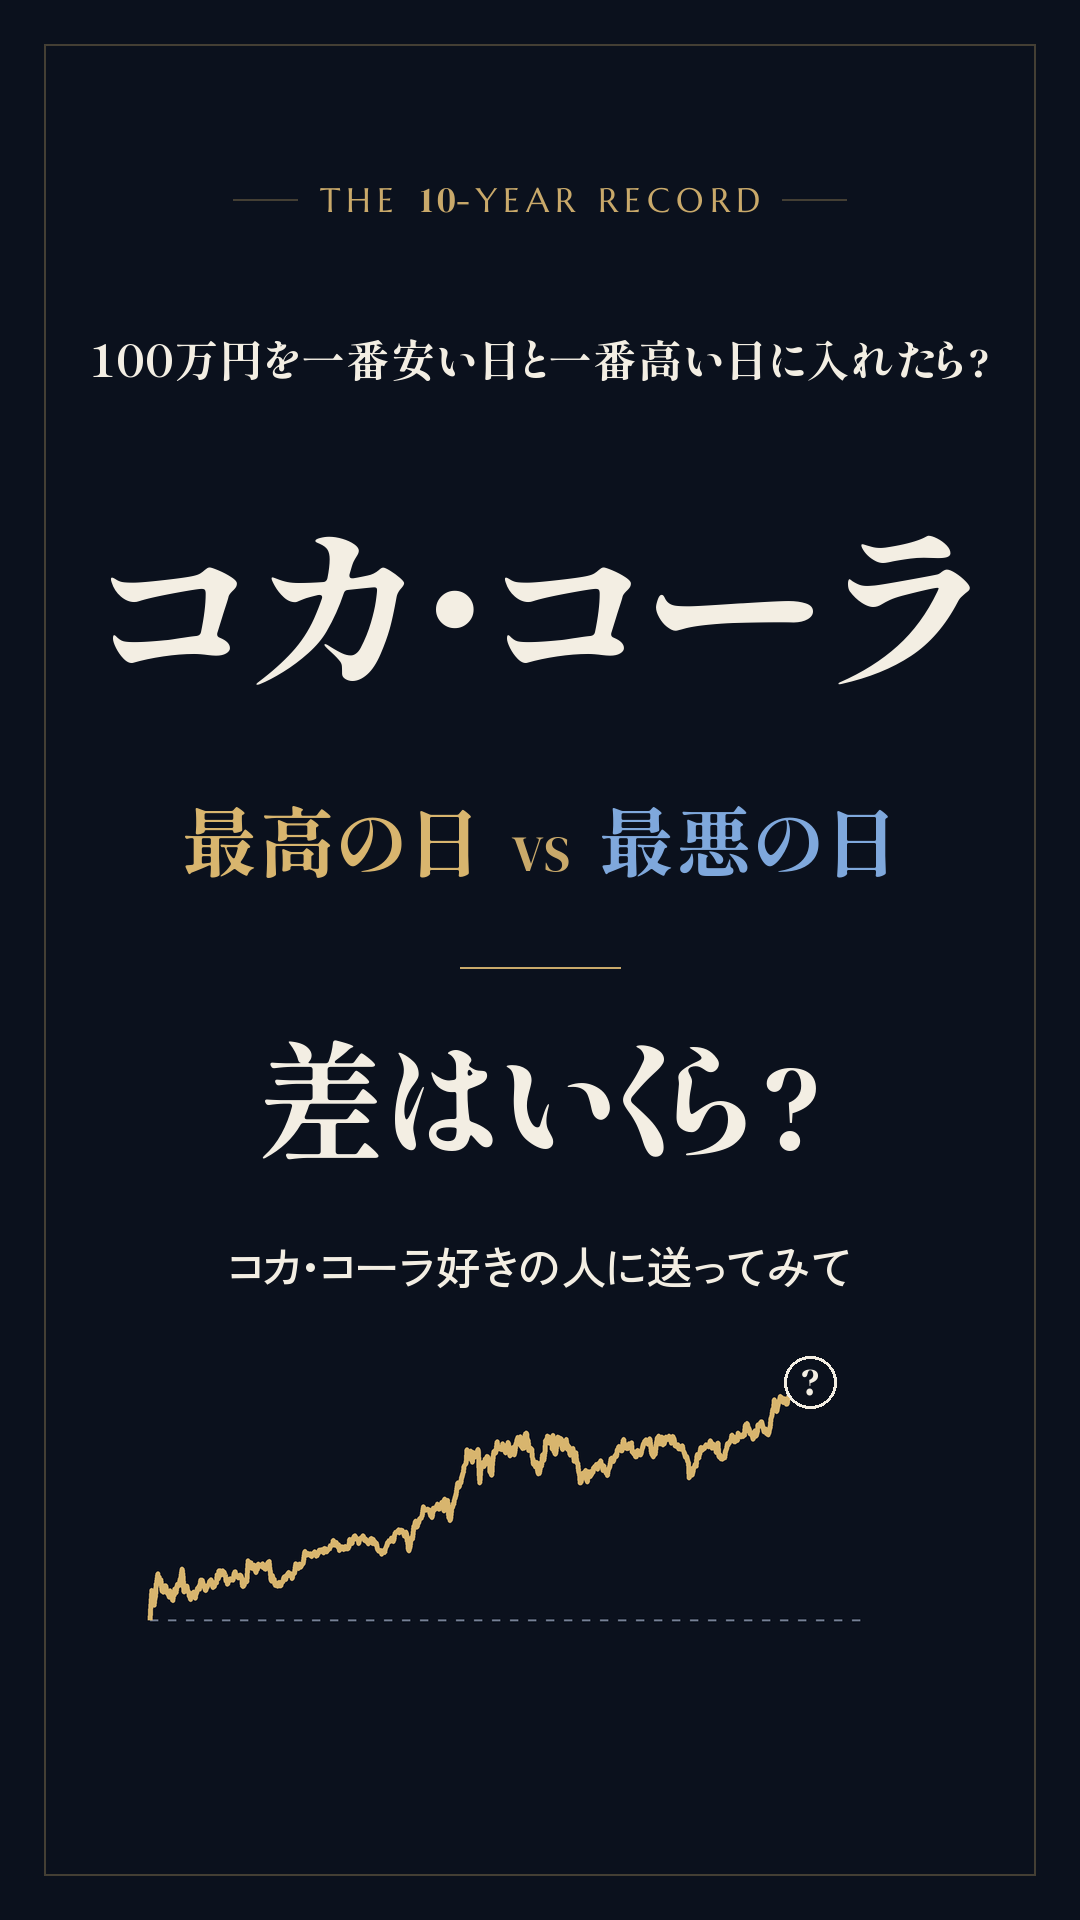 THE 10-YEAR RECORD
100万円を一番安い日と一番高い日に入れたら?
コカ・コーラ
最高の日 vs 最悪の日
差はいくら?
コカ・コーラ好きの人に送ってみて
?